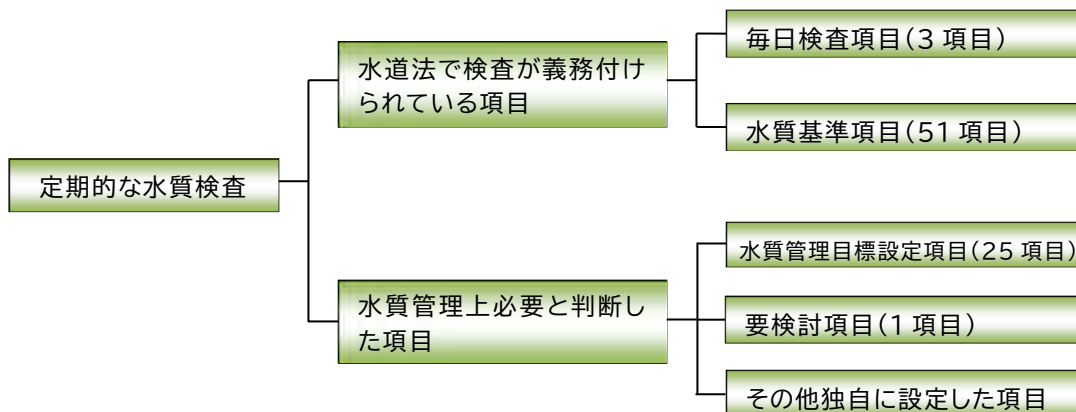 定期的な水質検査
水道法で検査が義務付け
られている項目
毎日検査項目(3 項目)
水質基準項目(51 項目)
水質管理上必要と判断し
た項目
水質管理目標設定項目(25 項目)
要検討項目(1 項目)
その他独自に設定した項目